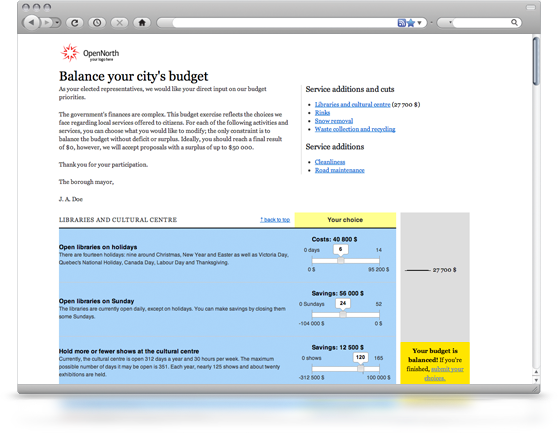 OpenNorth
your logo here
Balance your city's budget
As your elected representatives, we would like your direct input on our budget
priorities.
The government's finances are complex. This budget exercise reflects the choices we
face regarding local services offered to citizens. For each of the following activities and
services, you can choose what you would like to modify; the only constraint is to
balance the budget without deficit or surplus. Ideally, you should reach a final result
of $0, however, we will accept proposals with a surplus of up to $50 000.
Thank you for your participation.
The borough mayor,
J. A. Doe
Service additions and cuts
Libraries and cultural centre (27 700 $)
Rinks
Snow removal
Waste collection and recycling
Service additions
Cleanliness
Road maintenance
LIBRARIES AND CULTURAL CENTRE
↑ back to top
Your choice
Open libraries on holidays
There are fourteen holidays: nine around Christmas, New Year and Easter as well as Victoria Day,
Quebec's National Holiday, Canada Day, Labour Day and Thanksgiving.
Costs: 40 800 $
0 days 6 14
0 $ 95 200 $
Open libraries on Sunday
The libraries are currently open daily, except on holidays. You can make savings by closing them
some Sundays.
Savings: 56 000 $
0 Sundays 24 52
-104 000 $ 0 $
Hold more or fewer shows at the cultural centre
Currently, the cultural centre is open 312 days a year and 30 hours per week. The maximum
possible number of days it may be open is 351. Each year, nearly 125 shows and about twenty
exhibitions are held.
Savings: 12 500 $
0 shows 120 165
-312 500 $ 100 000 $
27 700 $
Your budget is
balanced! If you're
finished, submit your
choices.